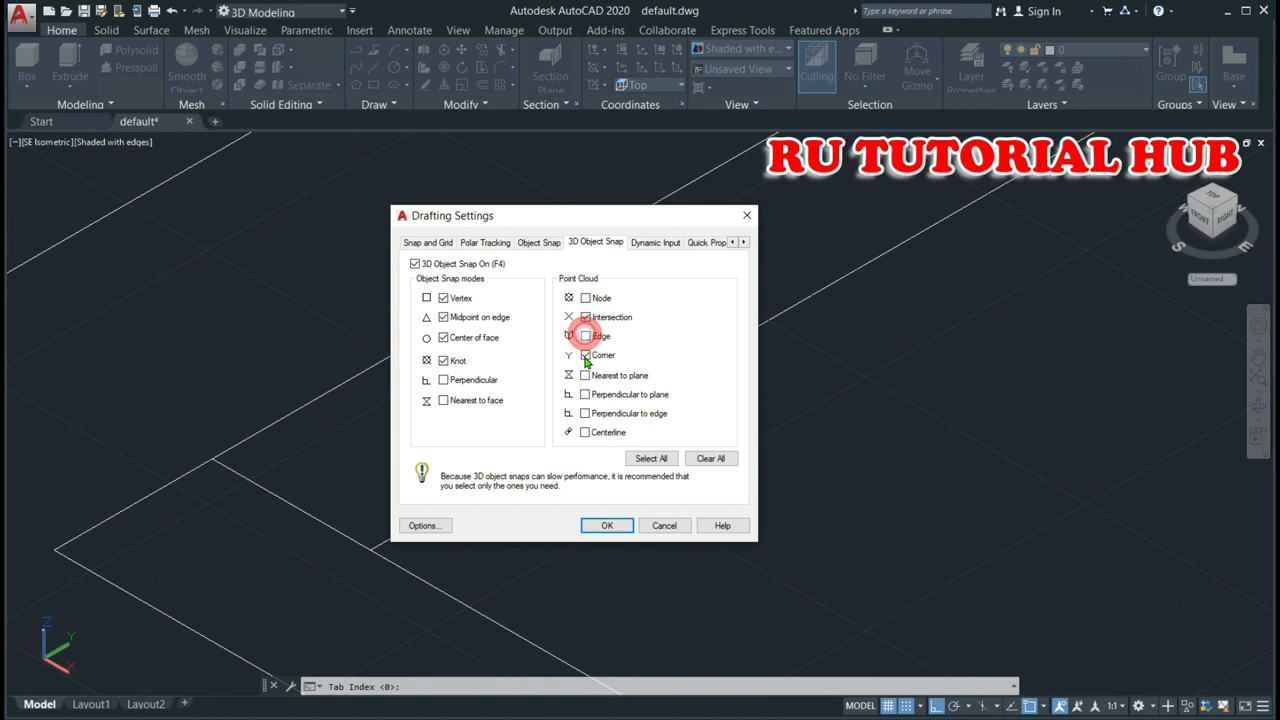 3D Modeling
Autodesk AutoCAD 2020 default.dwg
Type a keyword or phrase
Sign In
Home Solid Surface Mesh Visualize Parametric Insert Annotate View Manage Output Add-ins Collaborate Express Tools Featured Apps
Box
Extrude
Polysolid
Presspull
Smooth
Object
Separate
Section
Plane
Top
Shaded with e...
Unsaved View
Culling
No Filter
Move
Gizmo
Layer
Properties
0
Group
Base
Modeling Mesh Solid Editing Draw Modify Section Coordinates View Selection Layers Groups View
Start
default*
[−][SE Isometric][Shaded with edges]
RU TUTORIAL HUB
TOP
FRONT
RIGHT
S
E
Unnamed
Drafting Settings
Snap and Grid Polar Tracking Object Snap 3D Object Snap Dynamic Input Quick Prop
3D Object Snap On (F4)
Object Snap modes
Vertex
Midpoint on edge
Center of face
Knot
Perpendicular
Nearest to face
Point Cloud
Node
Intersection
Edge
Corner
Nearest to plane
Perpendicular to plane
Perpendicular to edge
Centerline
Select All
Clear All
Because 3D object snaps can slow performance, it is recommended that
you select only the ones you need.
Options...
OK
Cancel
Help
Z
Y
X
Tab Index <0>:
Model Layout1 Layout2
MODEL
1:1